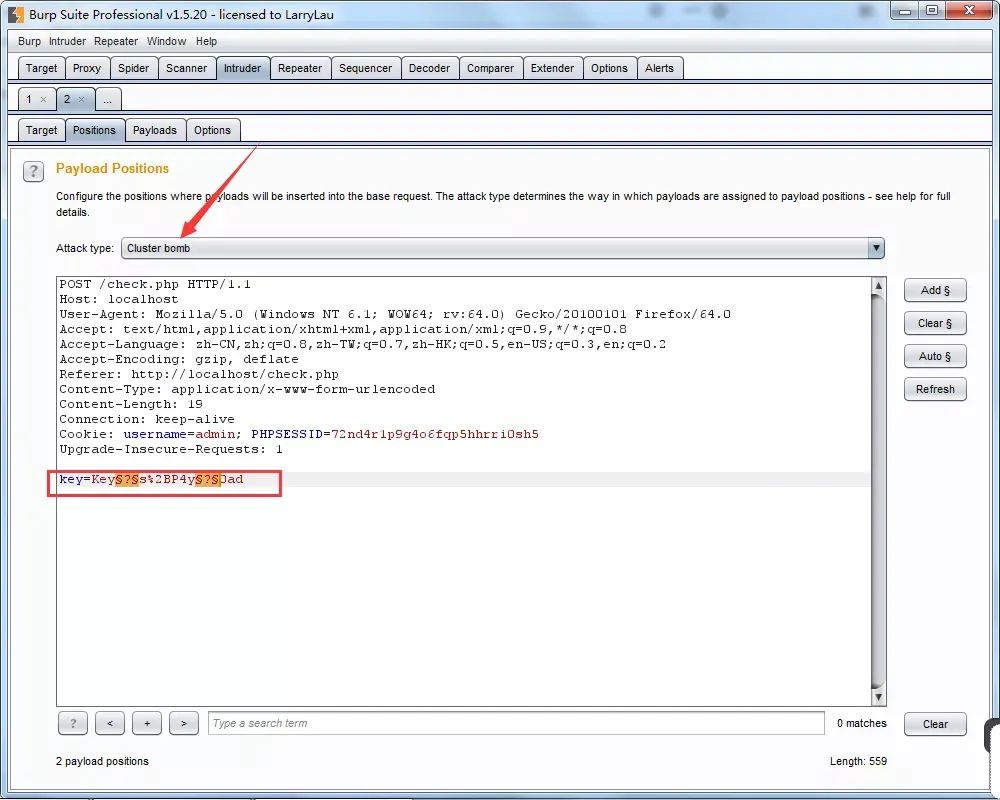 Burp Suite Professional v1.5.20 - licensed to LarryLau
Burp Intruder Repeater Window Help
Target Proxy Spider Scanner Intruder Repeater Sequencer Decoder Comparer Extender Options Alerts
1 × 2 × ...
Target Positions Payloads Options
? Payload Positions
Configure the positions where payloads will be inserted into the base request. The attack type determines the way in which payloads are assigned to payload positions - see help for full
details.
Attack type: Cluster bomb
POST /check.php HTTP/1.1
Host: localhost
User-Agent: Mozilla/5.0 (Windows NT 6.1; WOW64; rv:64.0) Gecko/20100101 Firefox/64.0
Accept: text/html,application/xhtml+xml,application/xml;q=0.9,*/*;q=0.8
Accept-Language: zh-CN,zh;q=0.8,zh-TW;q=0.7,zh-HK;q=0.5,en-US;q=0.3,en;q=0.2
Accept-Encoding: gzip, deflate
Referer: http://localhost/check.php
Content-Type: application/x-www-form-urlencoded
Content-Length: 19
Connection: keep-alive
Cookie: username=admin; PHPSESSID=72nd4r1p9g4o6fqp5hhrri0sh5
Upgrade-Insecure-Requests: 1
key=Key§?§s%2BP4y§?§Jad
Add §
Clear §
Auto §
Refresh
? < + > Type a search term 0 matches Clear
2 payload positions Length: 559